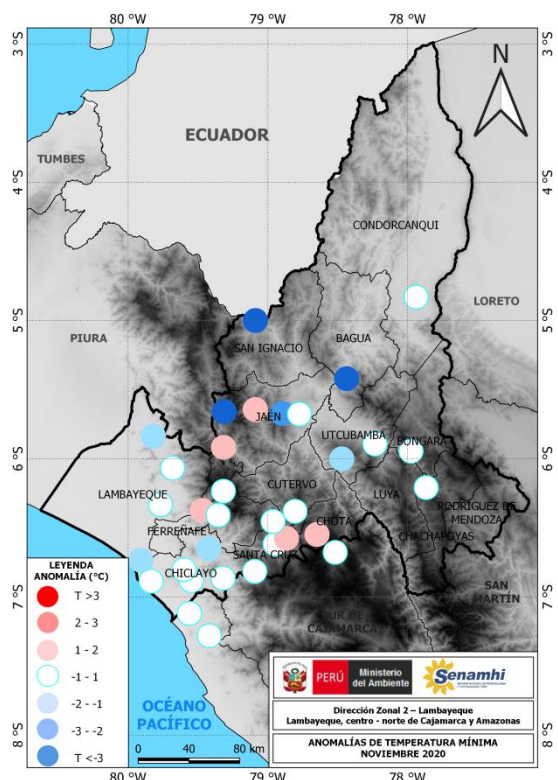 80 °W 79 °W 78 °W
3°S 3°S
N
ECUADOR
TUMBES
4°S 4°S
CONDORCANQUI
LORETO
5°S 5°S
PIURA
SAN IGNACIO
BAGUA
JAÉN
UTCUBAMBA
BONGARÁ
6°S 6°S
CUTERVO
LAMBAYEQUE
LUYA
RODRÍGUEZ DE
MENDOZA
FERREÑAFE
CHOTA
CHACHAPOYAS
SANTA CRUZ
CHICLAYO
SAN
MARTÍN
7°S 7°S
SUR DE
CAJAMARCA
LEYENDA
ANOMALÍA (°C)
T >3
2 - 3
1 - 2
-1 - 1
-2 - -1
-3 - -2
T <-3
OCÉANO
PACÍFICO
PERÚ
Ministerio
del Ambiente
Senamhi
Dirección Zonal 2 – Lambayeque
Lambayeque, centro - norte de Cajamarca y Amazonas
ANOMALÍAS DE TEMPERATURA MÍNIMA
NOVIEMBRE 2020
8°S 8°S
0 40 80 km
80 °W 79 °W 78 °W